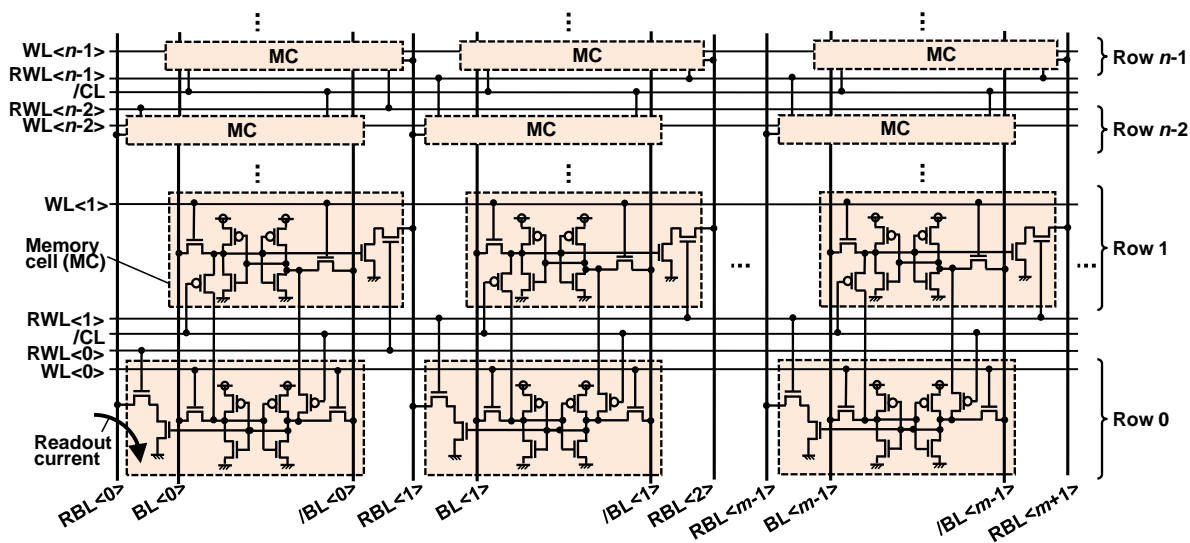 WL<n-1>
MC
MC
MC
Row n-1
RWL<n-1>
/CL
RWL<n-2>
WL<n-2>
MC
MC
MC
Row n-2
WL<1>
Memory
cell (MC)
...
...
Row 1
RWL<1>
/CL
RWL<0>
WL<0>
Readout
current
Row 0
RBL<0>
BL<0>
/BL<0>
RBL<1>
BL<1>
/BL<1>
RBL<2>
RBL<m-1>
BL<m-1>
/BL<m-1>
RBL<m+1>